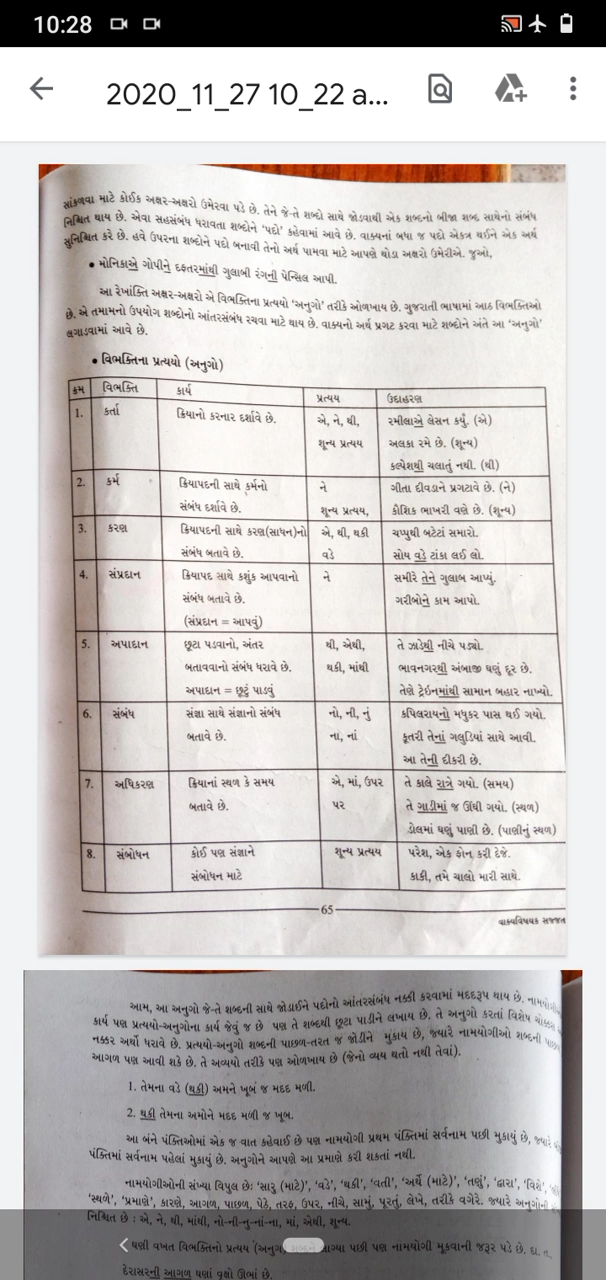 10:28
2020_11_27 10_22 a...
સાંકળવા માટે કોઈક અક્ષર-અક્ષરો ઉમેરવા પડે છે. તેને જે-તે શબ્દો સાથે જોડવાથી એક શબ્દનો બીજા શબ્દ સાથેનો સંબંધ
નિશ્ચિત થાય છે. એવા સહસંબંધ ધરાવતા શબ્દોને ‘પદો’ કહેવામાં આવે છે. વાક્યનાં બધા જ પદો એકત્ર થઈને એક અર્થ
સુનિશ્ચિત કરે છે. હવે ઉપરના શબ્દોને પદો બનાવી તેનો અર્થ પામવા માટે આપણે થોડા અક્ષરો ઉમેરીએ. જુઓ,
• મોનિકાએ ગોપીને દફતરમાંથી ગુલાબી રંગની પેન્સિલ આપી.
આ રેખાંકિત અક્ષર-અક્ષરો એ વિભક્તિના પ્રત્યયો ‘અનુગો’ તરીકે ઓળખાય છે. ગુજરાતી ભાષામાં આઠ વિભક્તિઓ
છે. એ તમામનો ઉપયોગ શબ્દોનો આંતરસંબંધ રચવા માટે થાય છે. વાક્યનો અર્થ પ્રગટ કરવા માટે શબ્દોને અંતે આ ‘અનુગો’
લગાડવામાં આવે છે.
• વિભક્તિના પ્રત્યયો (અનુગો)
ક્રમ વિભક્તિ કાર્ય પ્રત્યય ઉદાહરણ
1. કર્તા ક્રિયાનો કરનાર દર્શાવે છે. એ, ને, થી, રમીલાએ લેસન કર્યું. (એ)
શૂન્ય પ્રત્યય અલકા રમે છે. (શૂન્ય)
કલ્પેશથી ચલાતું નથી. (થી)
2. કર્મ ક્રિયાપદની સાથે કર્મનો ને ગીતા દીવડાને પ્રગટાવે છે. (ને)
સંબંધ દર્શાવે છે. શૂન્ય પ્રત્યય, કૌશિક ભાખરી વણે છે. (શૂન્ય)
3. કરણ ક્રિયાપદની સાથે કરણ(સાધન)નો એ, થી, થકી ચપ્પુથી બટેટાં સમારો.
સંબંધ બતાવે છે. વડે સોય વડે ટાંકા લઈ લો.
4. સંપ્રદાન ક્રિયાપદ સાથે કશુંક આપવાનો ને સમીરે તેને ગુલાબ આપ્યું.
સંબંધ બતાવે છે. ગરીબોને કામ આપો.
(સંપ્રદાન = આપવું)
5. અપાદાન છૂટા પડવાનો, અંતર થી, એથી, તે ઝાડેથી નીચે પડ્યો.
બતાવવાનો સંબંધ ધરાવે છે. થકી, માંથી ભાવનગરથી અંબાજી ઘણું દૂર છે.
અપાદાન = છૂટું પાડવું તેણે ટ્રેઇનમાંથી સામાન બહાર નાખ્યો.
6. સંબંધ સંજ્ઞા સાથે સંજ્ઞાનો સંબંધ નો, ની, નું કપિલરાયનો મધુકર પાસ થઈ ગયો.
બતાવે છે. ના, નાં કૂતરી તેનાં ગલુડિયાં સાથે આવી.
આ તેની દીકરી છે.
7. અધિકરણ ક્રિયાનાં સ્થળ કે સમય એ, માં, ઉપર તે કાલે રાત્રે ગયો. (સમય)
બતાવે છે. પર તે ગાડીમાં જ ઊંઘી ગયો. (સ્થળ)
ડોલમાં ઘણું પાણી છે. (પાણીનું સ્થળ)
8. સંબોધન કોઈ પણ સંજ્ઞાને શૂન્ય પ્રત્યય પરેશ, એક ફોન કરી દેજે.
સંબોધન માટે કાકી, તમે ચાલો મારી સાથે.
65
વાક્યવિષયક સજ્જતા
આમ, આ અનુગો જે-તે શબ્દની સાથે જોડાઈને પદોનો આંતરસંબંધ નક્કી કરવામાં મદદરૂપ થાય છે.
કાર્ય પણ પ્રત્યયો-અનુગોના કાર્ય જેવું જ છે પણ તે શબ્દથી છૂટા પાડીને લખાય છે. તે અનુગો કરતાં વિશેષ ચોક્કસ
નક્કર અર્થો ધરાવે છે. પ્રત્યયો-અનુગો શબ્દની પાછળ-તરત જ જોડીને મુકાય છે, જ્યારે નામયોગીઓ શબ્દની પાછળ
આગળ પણ આવી શકે છે. તે અવ્યયો તરીકે પણ ઓળખાય છે (જેનો વ્યય થતો નથી તેવાં).
1. તેમના વડે (થકી) અમને ખૂબં જ મદદ મળી.
2. થકી તેમના અમોને મદદ મળી જ ખૂબ.
આ બંને પંક્તિઓમાં એક જ વાત કહેવાઈ છે પણ નામયોગી પ્રથમ પંક્તિમાં સર્વનામ પછી મુકાયું છે, જ્યારે
પંક્તિમાં સર્વનામ પહેલાં મુકાય છે. અનુગોને આપણે આ પ્રમાણે કરી શકતાં નથી.
નામયોગીઓની સંખ્યા વિપુલ છે: ‘સારુ (માટે)’, ‘વડે’, ‘થકી’, ‘વતી’, ‘અર્થે (માટે)’, ‘તણું’, ‘દ્વારા’, ‘વિશે’,
‘સ્થળે’, ‘પ્રમાણે’, કારણે, આગળ, પાછળ, પેઠે, તરફ, ઉપર, નીચે, સામું, પૂરતું, લેખે, તરીકે વગેરે. જ્યારે અનુગોની
નિશ્ચિત છે : એ, ને, થી, માંથી, નો-ની-નુ-નાં-ના, માં, એથી, શૂન્ય.
ઘણી વખત વિભક્તિનો પ્રત્યય (અનુગ) પછી પણ નામયોગી મૂકવાની જરૂર પડે છે. દા. ત.
દેરાસરની આગળ ઘણાં વૃક્ષો ઊભાં છે.